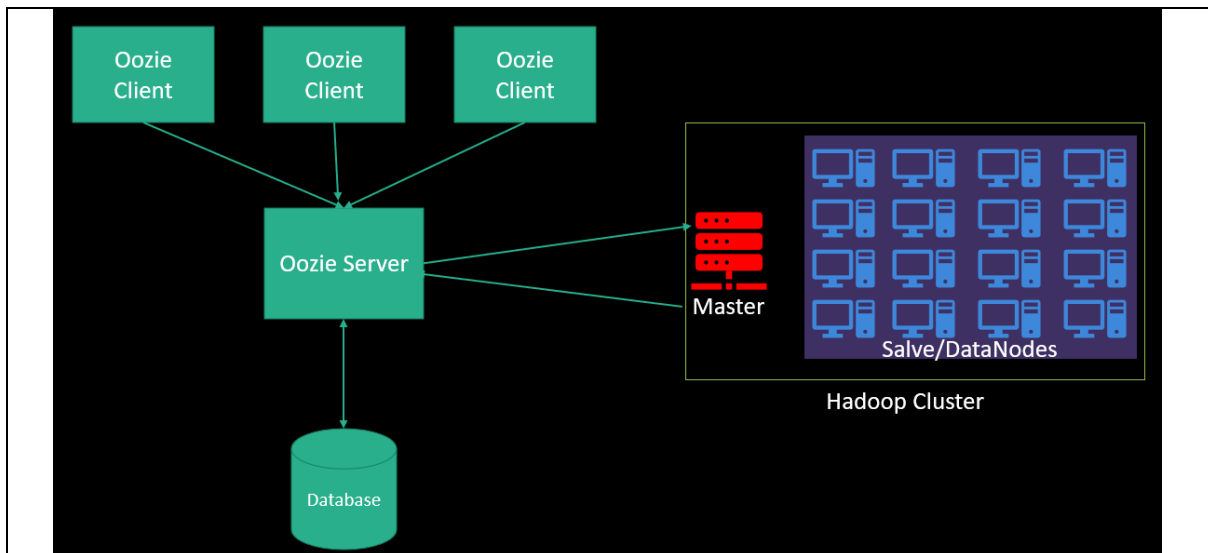 Oozie
Client
Oozie
Client
Oozie
Client
Oozie Server
Master
Salve/DataNodes
Hadoop Cluster
Database